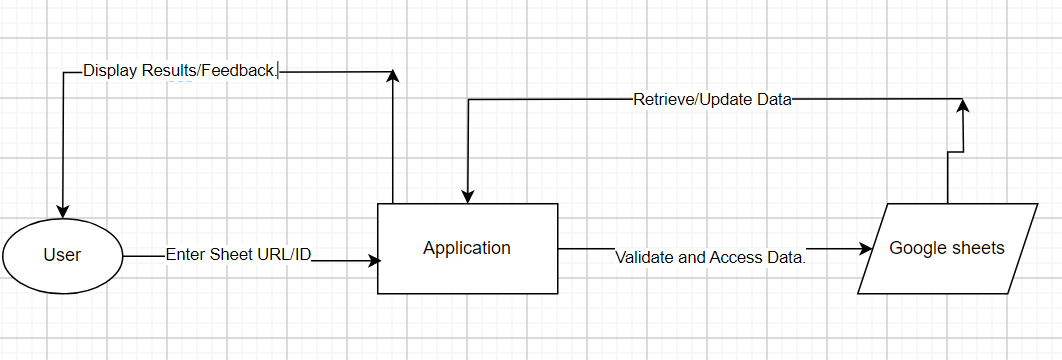 Display Results/Feedback.
Retrieve/Update Data
User
Enter Sheet URL/ID
Application
Validate and Access Data.
Google sheets